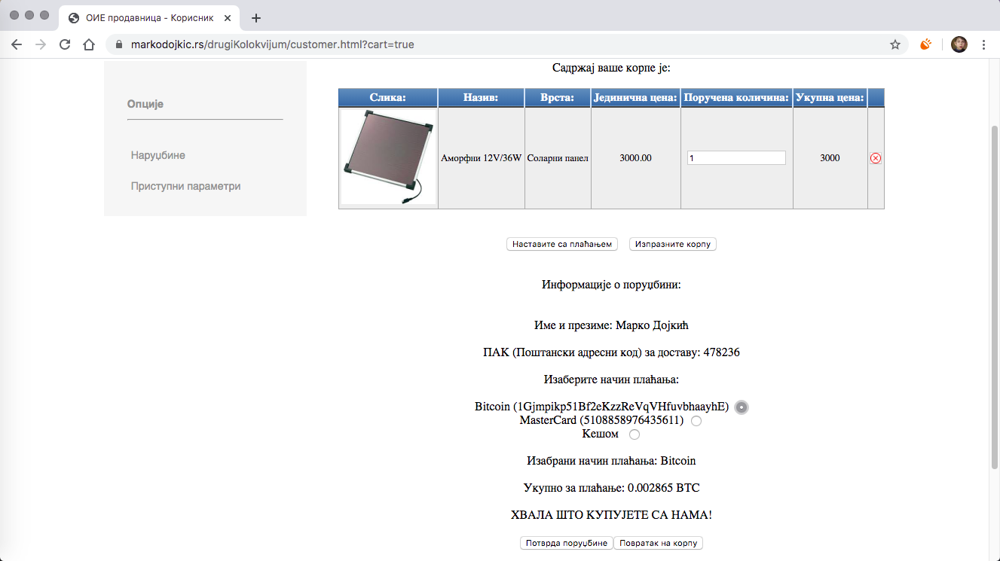 ОИЕ продавница - Корисник
markodojkic.rs/drugiKolokvijum/customer.html?cart=true
Опције
Наруџбине
Приступни параметри
Садржај ваше корпе је:
Слика: Назив: Врста: Јединична цена: Поручена количина: Укупна цена:
Аморфни 12V/36W Соларни панел 3000.00 1 3000
Наставите са плаћањем Изпразните корпу
Информације о поруџбини:
Име и презиме: Марко Дојкић
ПАК (Поштански адресни код) за доставу: 478236
Изаберите начин плаћања:
Bitcoin (1Gjmpikp51Bf2eKzzReVqVHfuvbhaayhE)
MasterCard (5108858976435611)
Кешом
Изабрани начин плаћања: Bitcoin
Укупно за плаћање: 0.002865 BTC
ХВАЛА ШТО КУПУЈЕТЕ СА НАМА!
Потврда поруџбине Повратак на корпу